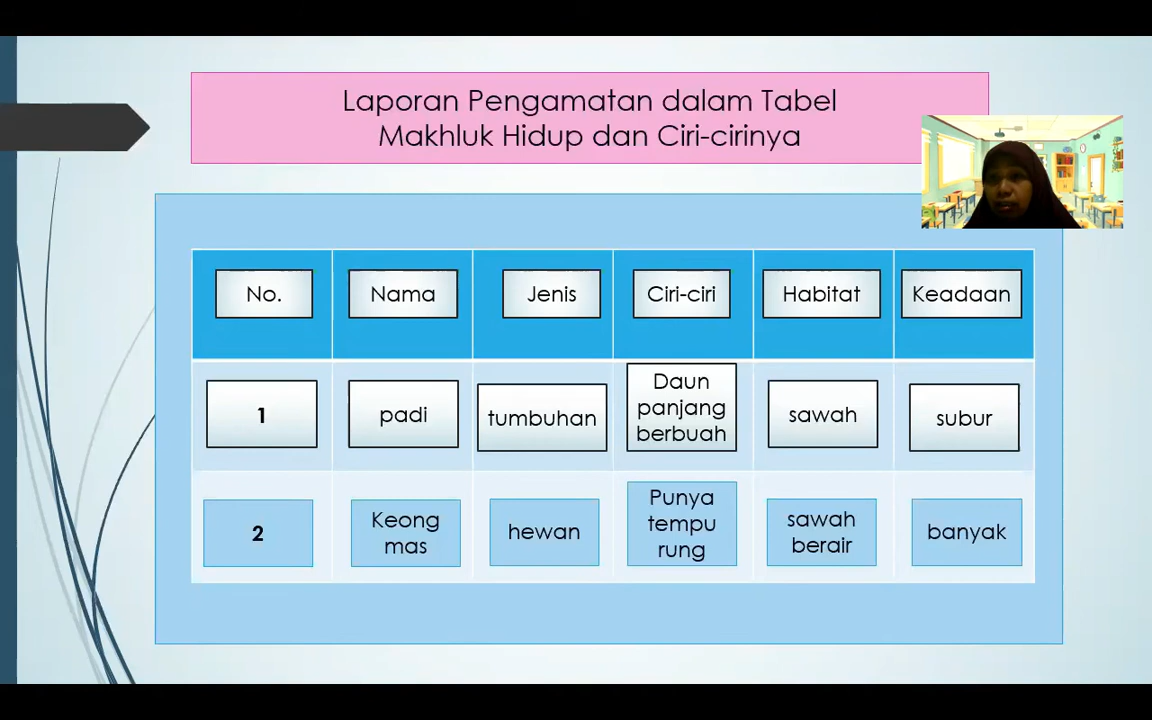 Laporan Pengamatan dalam Tabel
Makhluk Hidup dan Ciri-cirinya
No. Nama Jenis Ciri-ciri Habitat Keadaan
1 padi tumbuhan Daun panjang berbuah sawah subur
2 Keong mas hewan Punya tempu rung sawah berair banyak